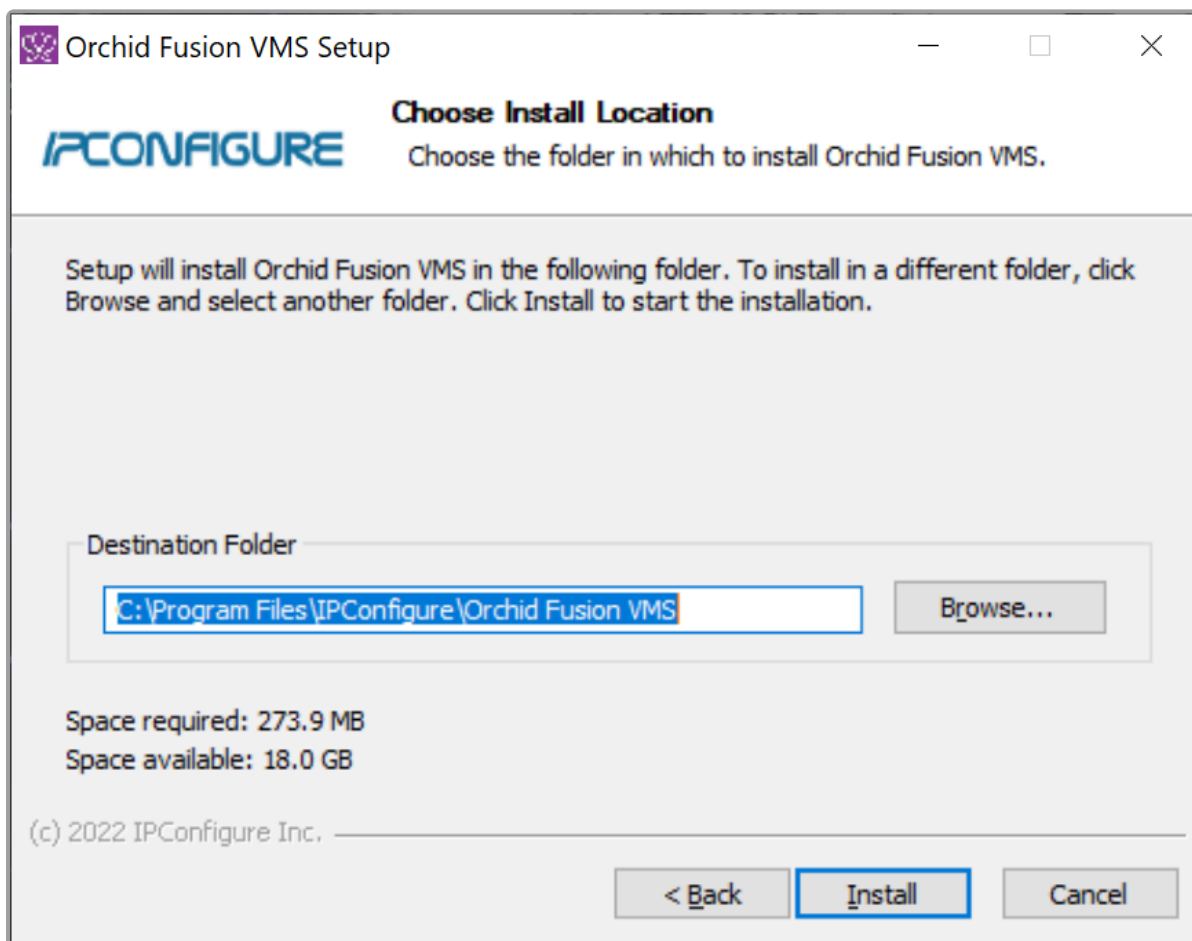 Orchid Fusion VMS Setup
IPCONFIGURE
Choose Install Location
Choose the folder in which to install Orchid Fusion VMS.
Setup will install Orchid Fusion VMS in the following folder. To install in a different folder, click
Browse and select another folder. Click Install to start the installation.
Destination Folder
C:\Program Files\IPConfigure\Orchid Fusion VMS
Browse...
Space required: 273.9 MB
Space available: 18.0 GB
(c) 2022 IPConfigure Inc.
< Back
Install
Cancel